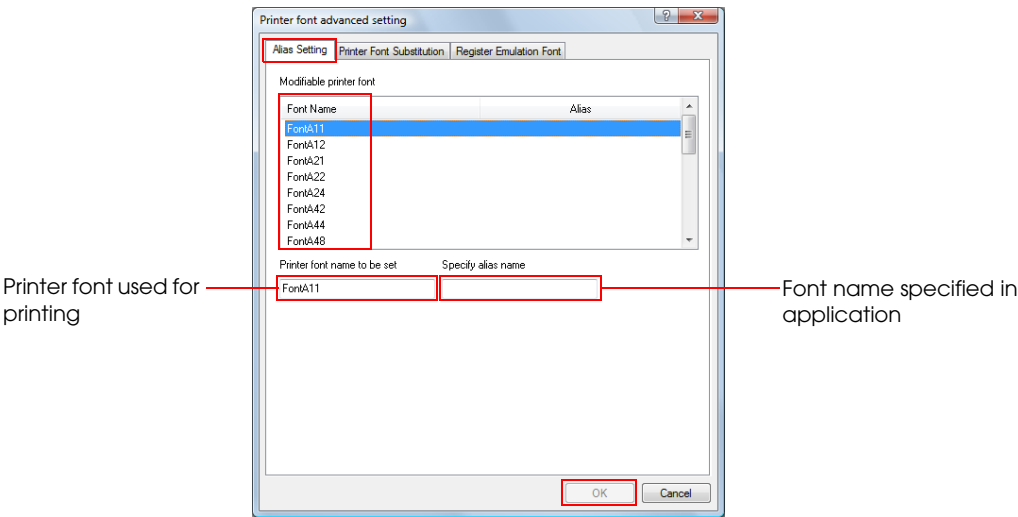 Printer font advanced setting
Alias Setting Printer Font Substitution Register Emulation Font
Modifiable printer font
Font Name Alias
FontA11
FontA12
FontA21
FontA22
FontA24
FontA42
FontA44
FontA48
Printer font name to be set Specify alias name
FontA11
Printer font used for
printing
Font name specified in
application
OK Cancel